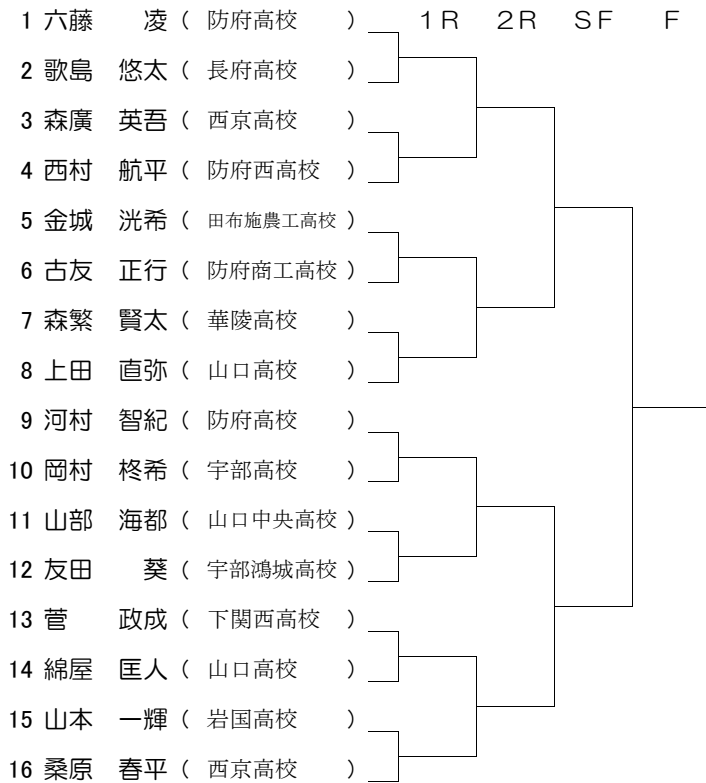 1 六藤　　凌（ 防府高校 ） 1R 2R SF F
2 歌島　悠太（ 長府高校 ）
3 森廣　英吾（ 西京高校 ）
4 西村　航平（ 防府西高校 ）
5 金城　洸希（ 田布施農工高校 ）
6 古友　正行（ 防府商工高校 ）
7 森繁　賢太（ 華陵高校 ）
8 上田　直弥（ 山口高校 ）
9 河村　智紀（ 防府高校 ）
10 岡村　柊希（ 宇部高校 ）
11 山部　海都（ 山口中央高校 ）
12 友田　　葵（ 宇部鴻城高校 ）
13 菅　　政成（ 下関西高校 ）
14 綿屋　匡人（ 山口高校 ）
15 山本　一輝（ 岩国高校 ）
16 桑原　春平（ 西京高校 ）